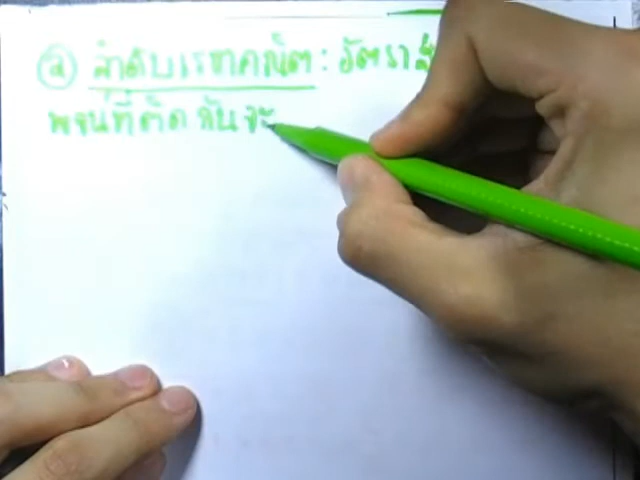 ๒ ลำดับเรขาคณิต : อัตรา
พจน์ที่ติดกันจะ